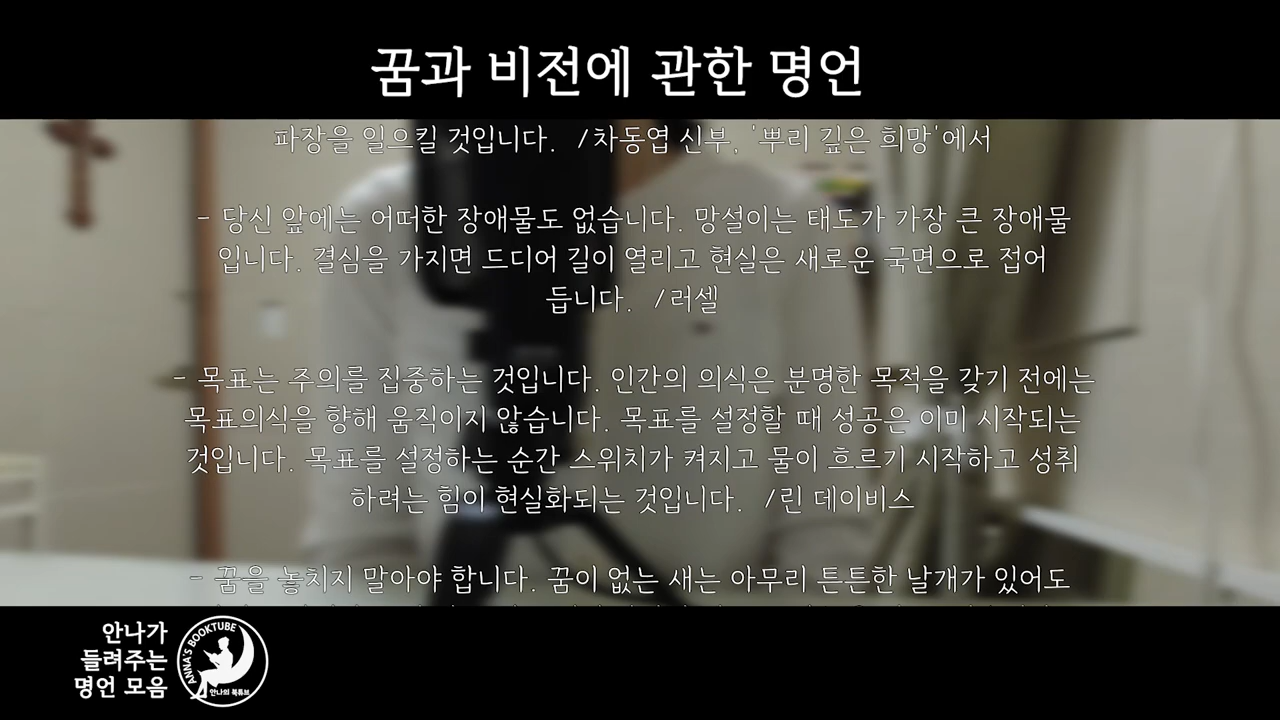 꿈과 비전에 관한 명언
파장을 일으킬 것입니다. /차동엽 신부, '뿌리 깊은 희망'에서
- 당신 앞에는 어떠한 장애물도 없습니다. 망설이는 태도가 가장 큰 장애물
입니다. 결심을 가지면 드디어 길이 열리고 현실은 새로운 국면으로 접어
듭니다. /러셀
- 목표는 주의를 집중하는 것입니다. 인간의 의식은 분명한 목적을 갖기 전에는
목표의식을 향해 움직이지 않습니다. 목표를 설정할 때 성공은 이미 시작되는
것입니다. 목표를 설정하는 순간 스위치가 켜지고 물이 흐르기 시작하고 성취
하려는 힘이 현실화되는 것입니다. /린 데이비스
- 꿈을 놓치지 말아야 합니다. 꿈이 없는 새는 아무리 튼튼한 날개가 있어도
안나가
들려주는
명언 모음
ANNA'S BOOKTUBE
안나의 북튜브